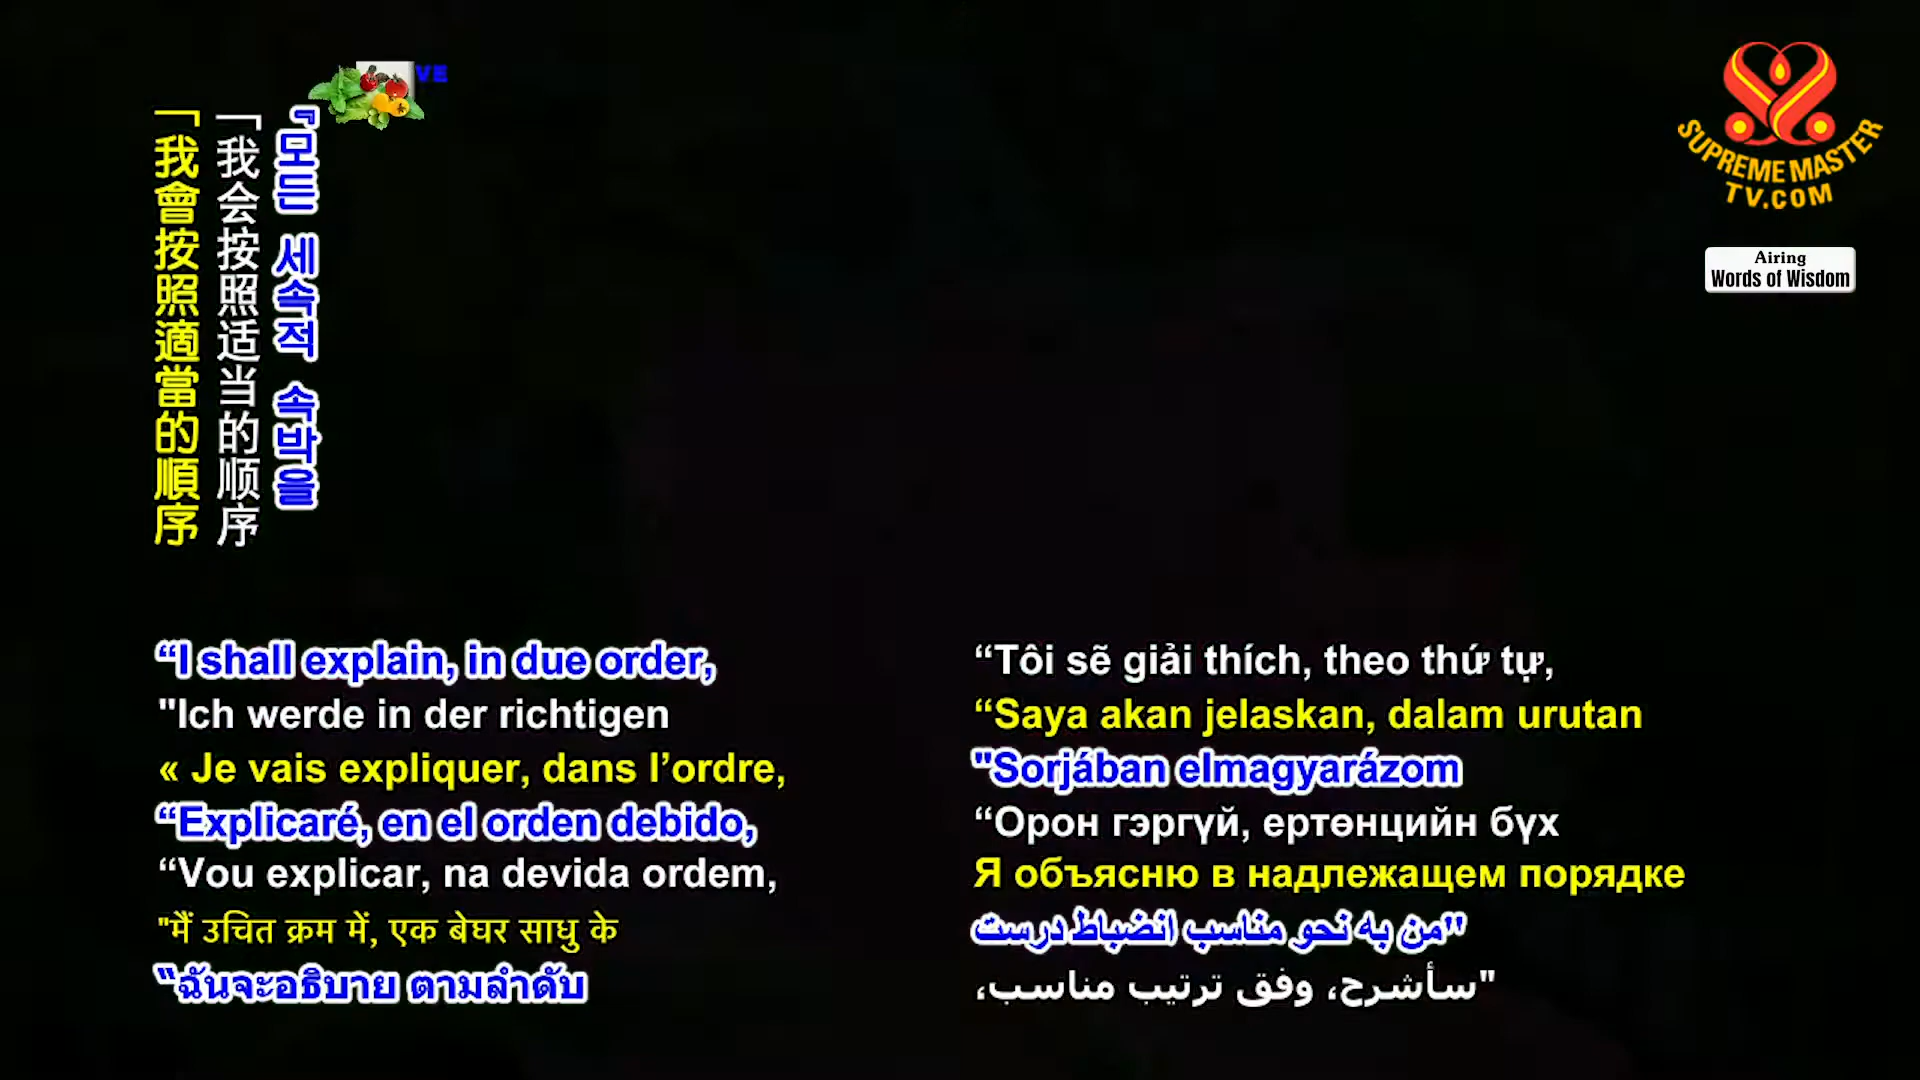 VE
SUPREME MASTER
TV.COM
Airing
Words of Wisdom
「我會按照適當的順序
「我会按照适当的顺序
『모든 세속적 속박을
“I shall explain, in due order,
"Ich werde in der richtigen
« Je vais expliquer, dans l’ordre,
“Explicaré, en el orden debido,
“Vou explicar, na devida ordem,
"मैं उचित क्रम में, एक बेघर साधु के
“ฉันจะอธิบาย ตามลำดับ
“Tôi sẽ giải thích, theo thứ tự,
“Saya akan jelaskan, dalam urutan
"Sorjában elmagyarázom
“Орон гэргүй, ертөнцийн бүх
Я объясню в надлежащем порядке
"من به نحو مناسب انضباط درست
"سأشرح، وفق ترتيب مناسب،